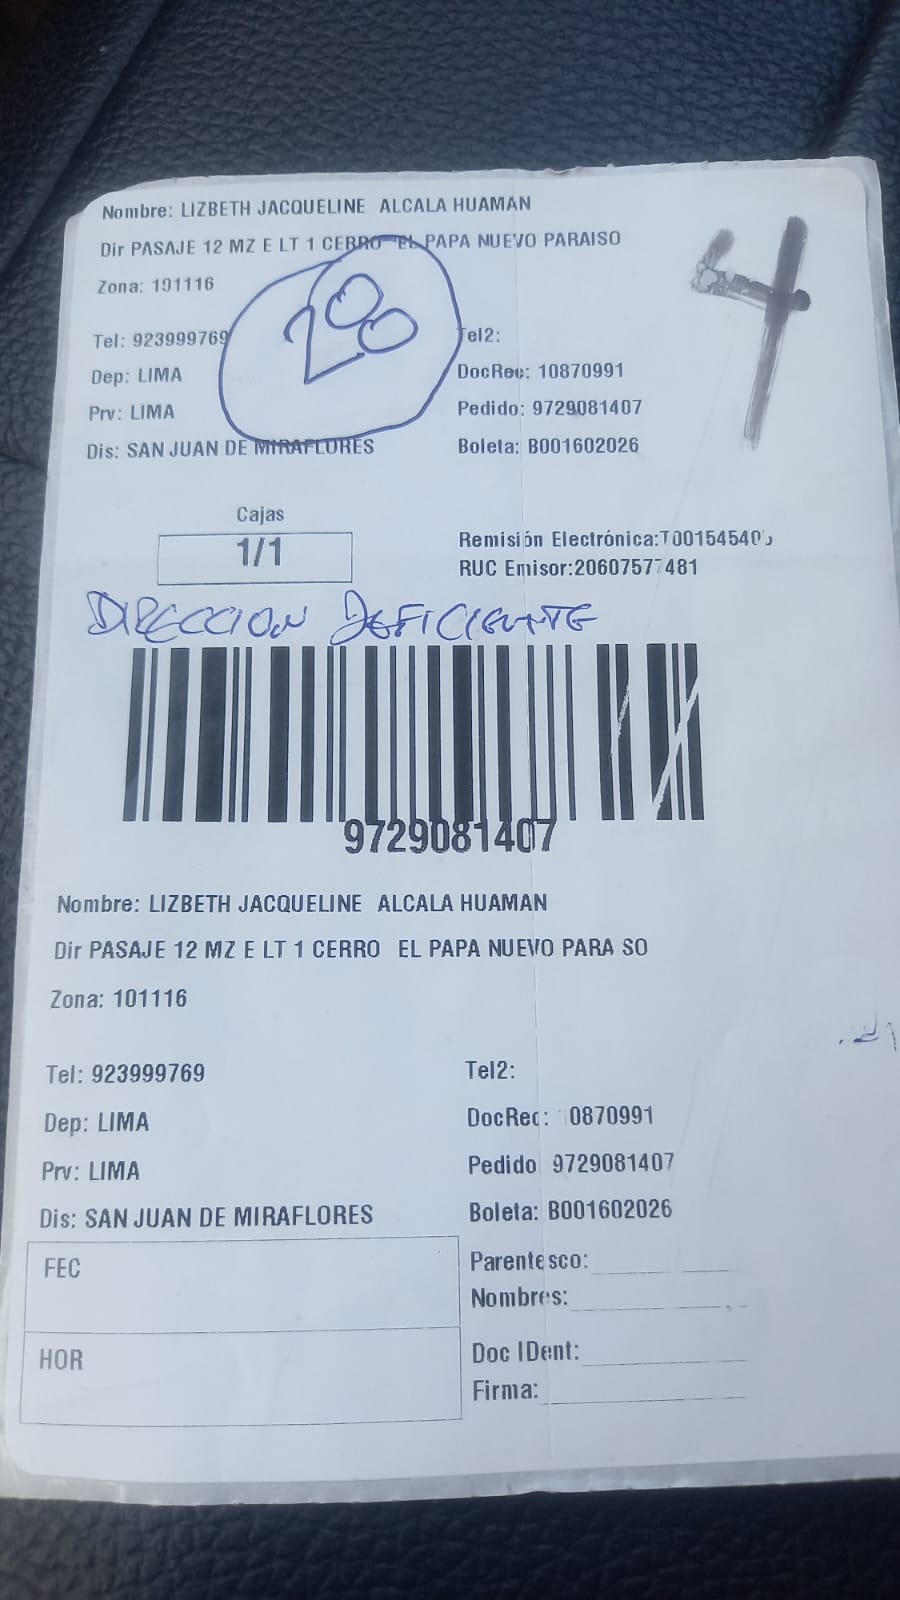 Nombre: LIZBETH JACQUELINE ALCALA HUAMAN
Dir PASAJE 12 MZ E LT 1 CERRO EL PAPA NUEVO PARAISO
Zona: 101116
200
4
Tel: 923999769 Tel2:
Dep: LIMA DocRec: 10870991
Prv: LIMA Pedido: 9729081407
Dis: SAN JUAN DE MIRAFLORES Boleta: B001602026
Cajas
1/1
Remisión Electrónica:
RUC Emisor:20607577481
DIRECCION DEFICIENTE
9729081407
Nombre: LIZBETH JACQUELINE ALCALA HUAMAN
Dir PASAJE 12 MZ E LT 1 CERRO EL PAPA NUEVO PARA SO
Zona: 101116
Tel: 923999769 Tel2:
Dep: LIMA DocRec: 0870991
Prv: LIMA Pedido 9729081407
Dis: SAN JUAN DE MIRAFLORES Boleta: B001602026
FEC Parentesco:
Nombres:
HOR Doc IDent:
Firma: